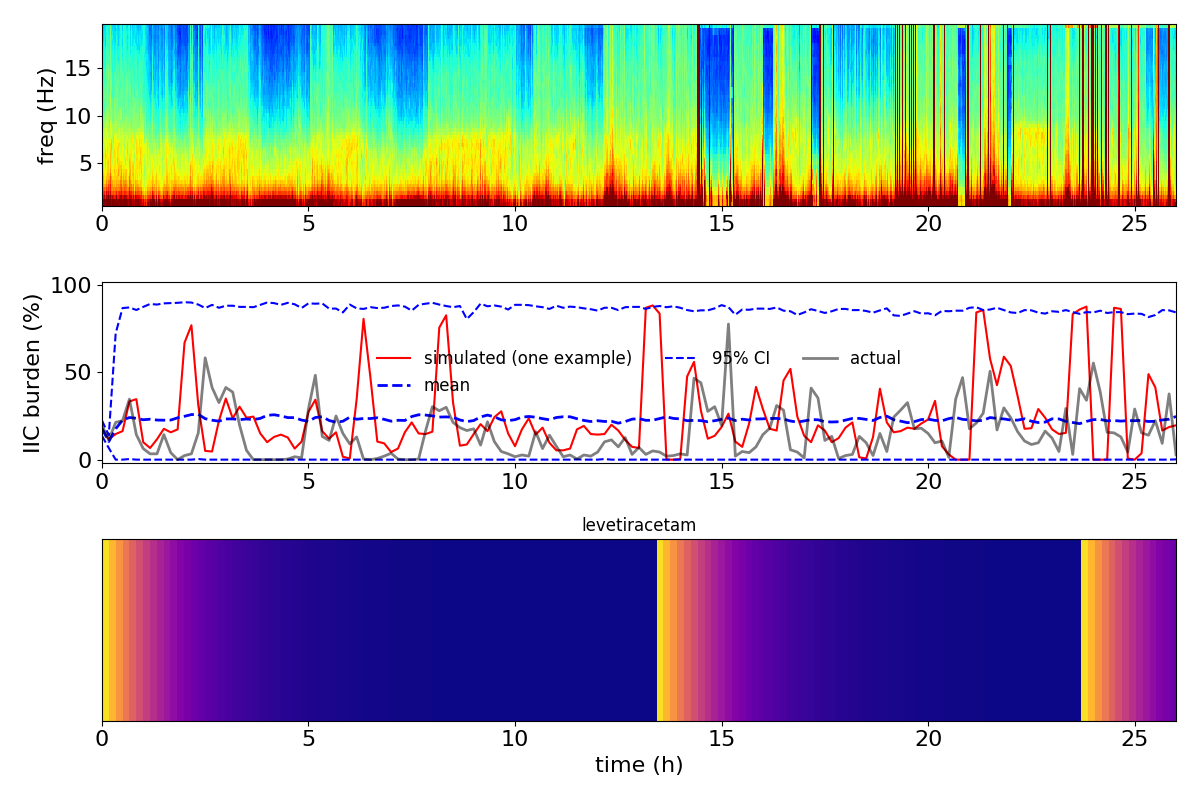 freq (Hz)
15
10
5
0 5 10 15 20 25
IIC burden (%)
100
50
0
simulated (one example) 95% CI actual
mean
0 5 10 15 20 25
levetiracetam
0 5 10 15 20 25
time (h)